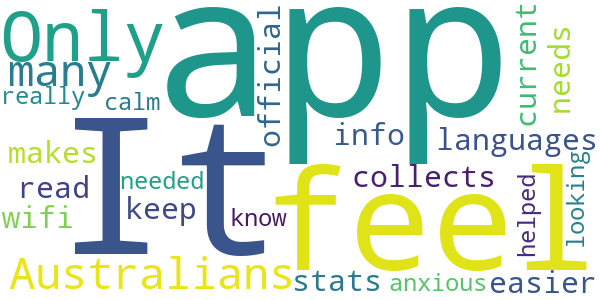 Only
app
many
official
current
needs
really
calm
It
info
languages
makes
feel
read
needed
collects
keep
know
helped
looking
wifi
Australians
stats
anxious
easier